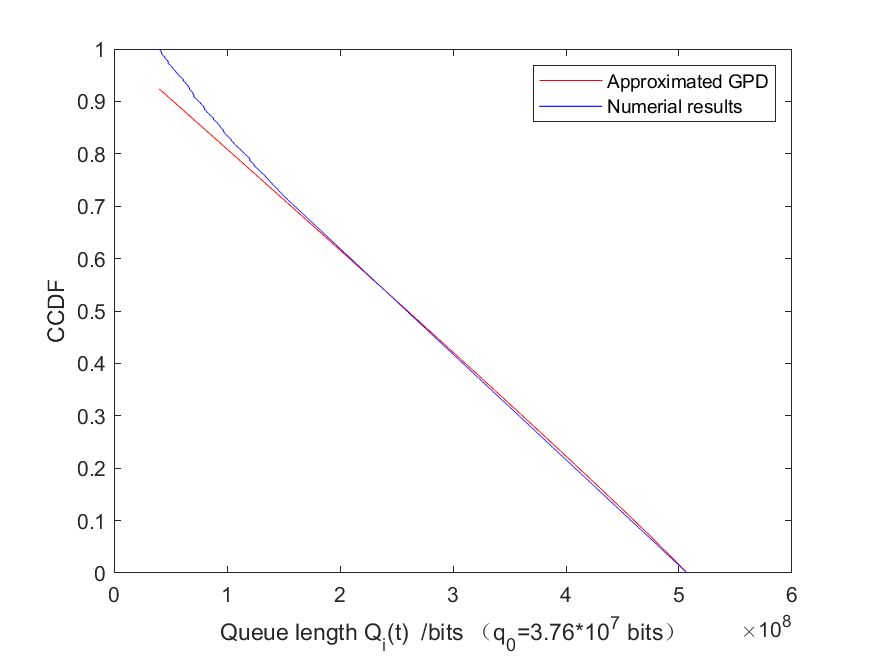 1
0.9
0.8
0.7
0.6
0.5
0.4
0.3
0.2
0.1
0
CCDF
Approximated GPD
Numerial results
0 1 2 3 4 5 6
×10^8
Queue length Q_i(t) /bits （q_0=3.76*10^7 bits）